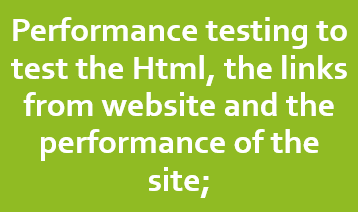 Performance testing to
test the Html, the links
from website and the
performance of the
site;